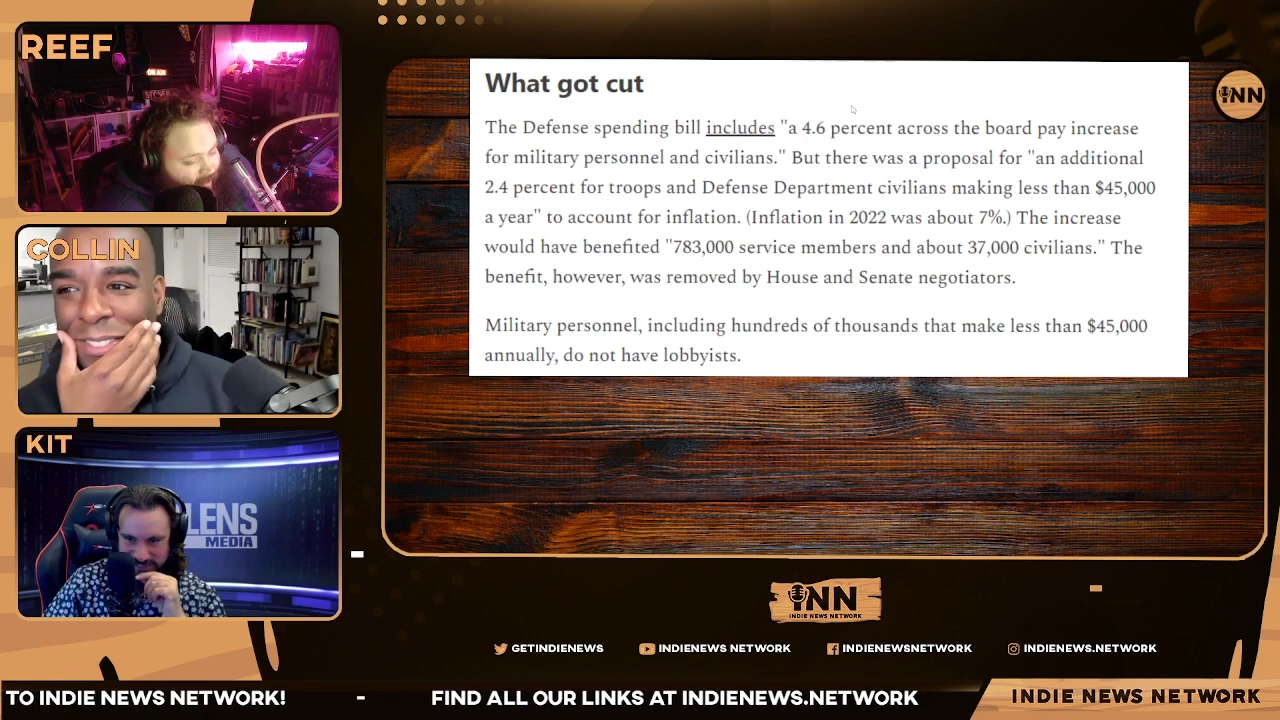 REEF
ON AIR
COLLIN
KIT
LENS
MEDIA
What got cut
The Defense spending bill includes "a 4.6 percent across the board pay increase
for military personnel and civilians." But there was a proposal for "an additional
2.4 percent for troops and Defense Department civilians making less than $45,000
a year" to account for inflation. (Inflation in 2022 was about 7%.) The increase
would have benefited "783,000 service members and about 37,000 civilians." The
benefit, however, was removed by House and Senate negotiators.
Military personnel, including hundreds of thousands that make less than $45,000
annually, do not have lobbyists.
INN
INN
INDIE NEWS NETWORK
GETINDIENEWS
INDIENEWS NETWORK
INDIENEWSNETWORK
INDIENEWS.NETWORK
TO INDIE NEWS NETWORK! - FIND ALL OUR LINKS AT INDIENEWS.NETWORK
INDIE NEWS NETWORK